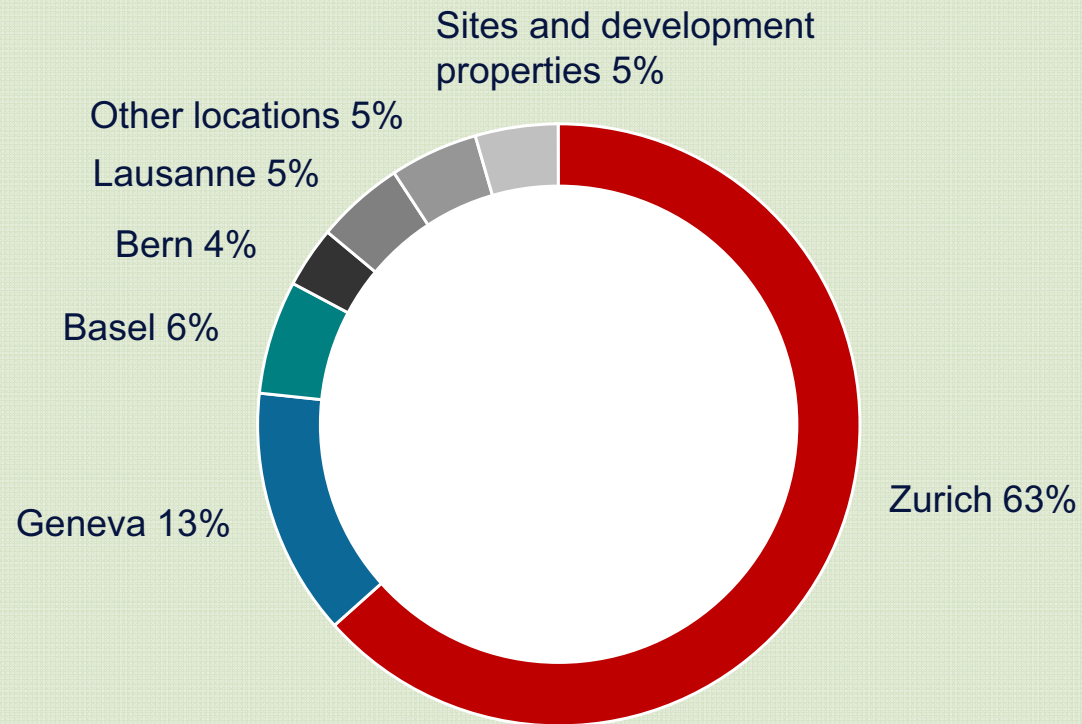 Sites and development
properties 5%
Other locations 5%
Lausanne 5%
Bern 4%
Basel 6%
Geneva 13%
Zurich 63%